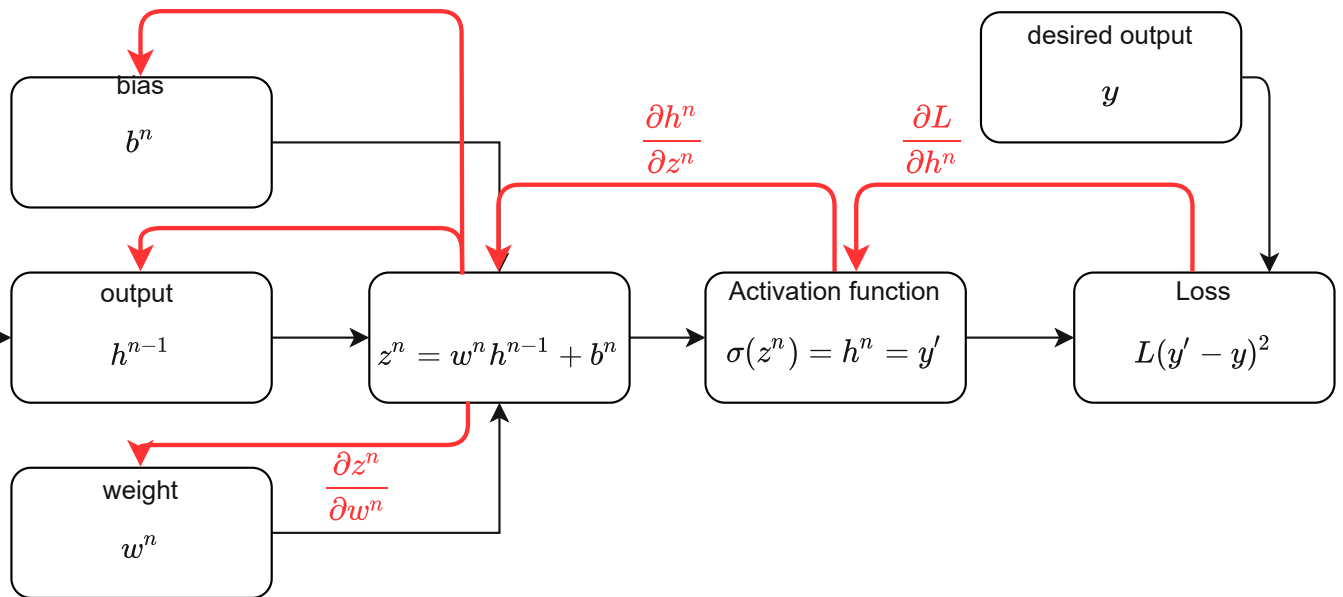 desired output
y
bias
b^n
∂h^n
∂z^n
∂L
∂h^n
output
h^{n−1}
z^n = w^n h^{n−1} + b^n
Activation function
σ(z^n) = h^n = y′
Loss
L(y′ − y)^2
∂z^n
∂w^n
weight
w^n